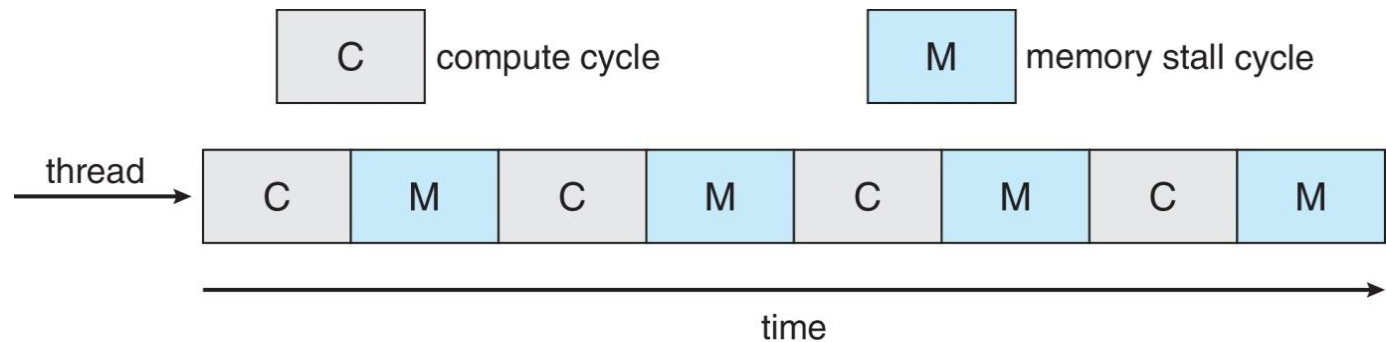 C compute cycle
M memory stall cycle
thread
C M C M C M C M
time